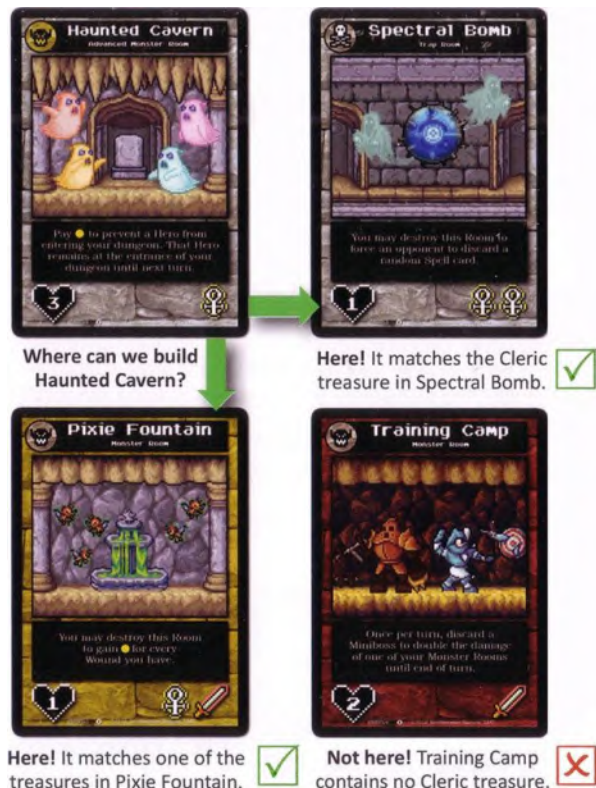 Haunted Cavern
Advanced Monster Room
Pay to prevent a Hero from
entering your dungeon. That Hero
remains at the entrance of your
dungeon until next turn.
3
Spectral Bomb
Trap Room
You may destroy this Room to
force an opponent to discard a
random Spell card.
1
Where can we build
Haunted Cavern?
Here! It matches the Cleric
treasure in Spectral Bomb.
Pixie Fountain
Monster Room
You may destroy this Room
to gain for every
Wound you have.
1
Training Camp
Monster Room
Once per turn, discard a
Miniboss to double the damage
of one of your Monster Rooms
until end of turn.
2
Here! It matches one of the
treasures in Pixie Fountain.
Not here! Training Camp
contains no Cleric treasure.